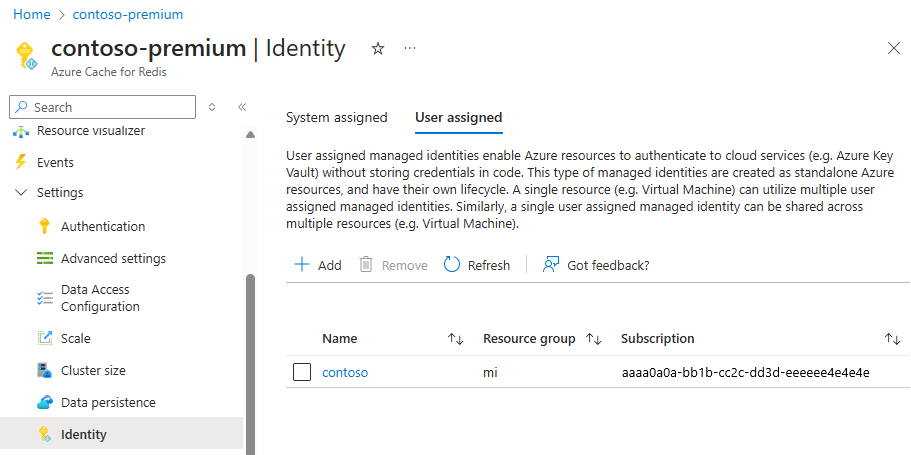 Home > contoso-premium
contoso-premium | Identity
Azure Cache for Redis
Search
Resource visualizer
Events
Settings
Authentication
Advanced settings
Data Access
Configuration
Scale
Cluster size
Data persistence
Identity
System assigned User assigned
User assigned managed identities enable Azure resources to authenticate to cloud services (e.g. Azure Key
Vault) without storing credentials in code. This type of managed identities are created as standalone Azure
resources, and have their own lifecycle. A single resource (e.g. Virtual Machine) can utilize multiple user
assigned managed identities. Similarly, a single user assigned managed identity can be shared across
multiple resources (e.g. Virtual Machine).
Add Remove Refresh Got feedback?
Name Resource group Subscription
contoso mi aaaa0a0a-bb1b-cc2c-dd3d-eeeeee4e4e4e